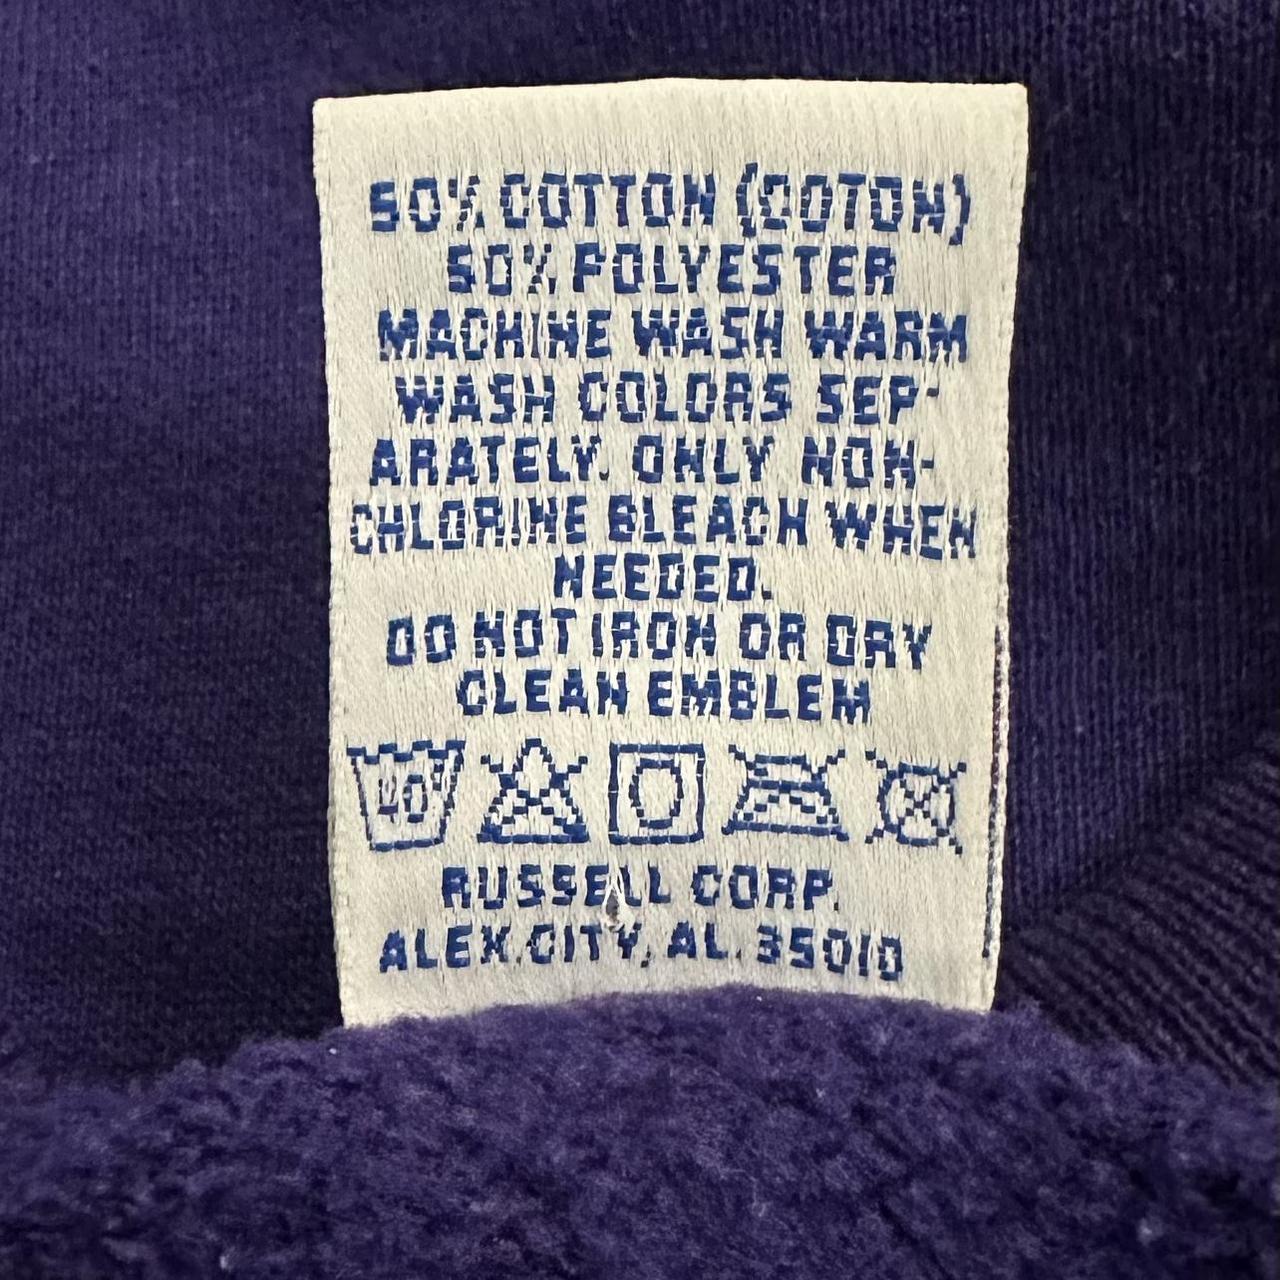 50% COTTON (COTON)
50% POLYESTER
MACHINE WASH WARM
WASH COLORS SEP-
ARATELY. ONLY NON-
CHLORINE BLEACH WHEN
NEEDED.
DO NOT IRON OR DRY
CLEAN EMBLEM
40°
RUSSELL CORP.
ALEX.CITY, AL. 35010